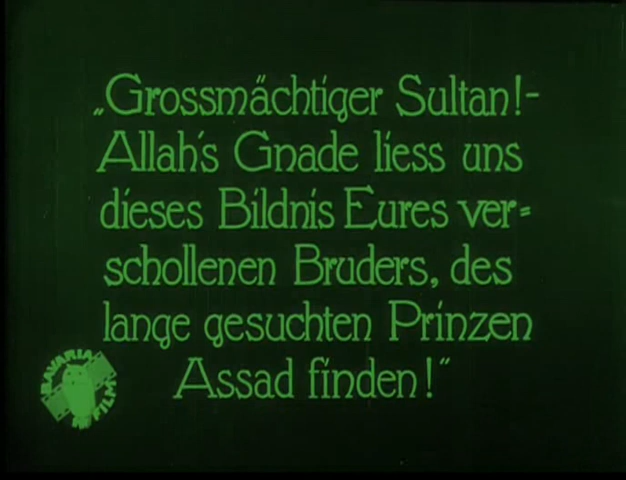 „Grossmächtiger Sultan!-
Allah's Gnade liess uns
dieses Bildnis Eures ver=
schollenen Bruders, des
lange gesuchten Prinzen
Assad finden!“
BAVARIA
FILM